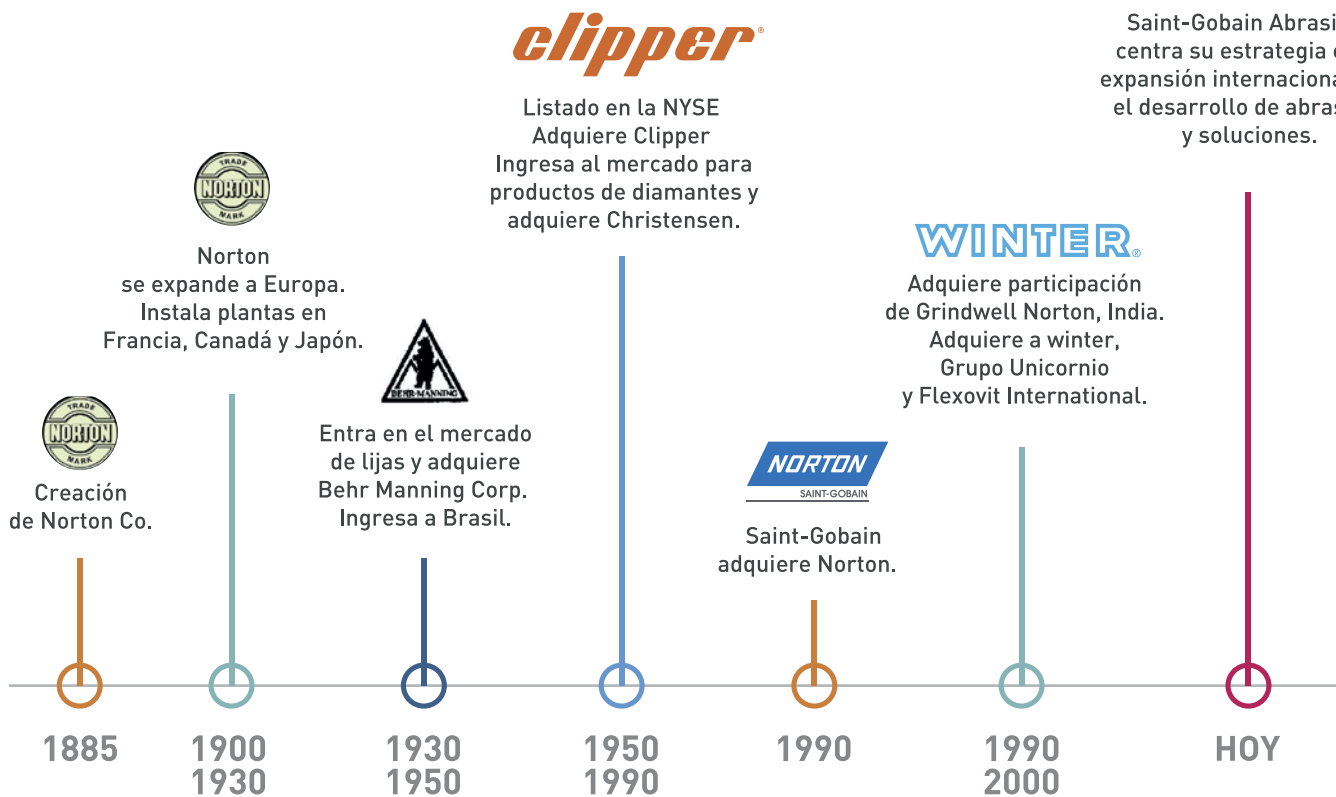 TRADE
NORTON
MARK
Creación
de Norton Co.
1885
TRADE
NORTON
MARK
Norton
se expande a Europa.
Instala plantas en
Francia, Canadá y Japón.
1900
1930
BEHR-MANNING
Entra en el mercado
de lijas y adquiere
Behr Manning Corp.
Ingresa a Brasil.
1930
1950
clipper®
Listado en la NYSE
Adquiere Clipper
Ingresa al mercado para
productos de diamantes y
adquiere Christensen.
1950
1990
NORTON
SAINT-GOBAIN
Saint-Gobain
adquiere Norton.
1990
WINTER®
Adquiere participación
de Grindwell Norton, India.
Adquiere a winter,
Grupo Unicornio
y Flexovit International.
1990
2000
Saint-Gobain
centra su estrategia
expansión
el desarrollo de
y soluciones.
HOY